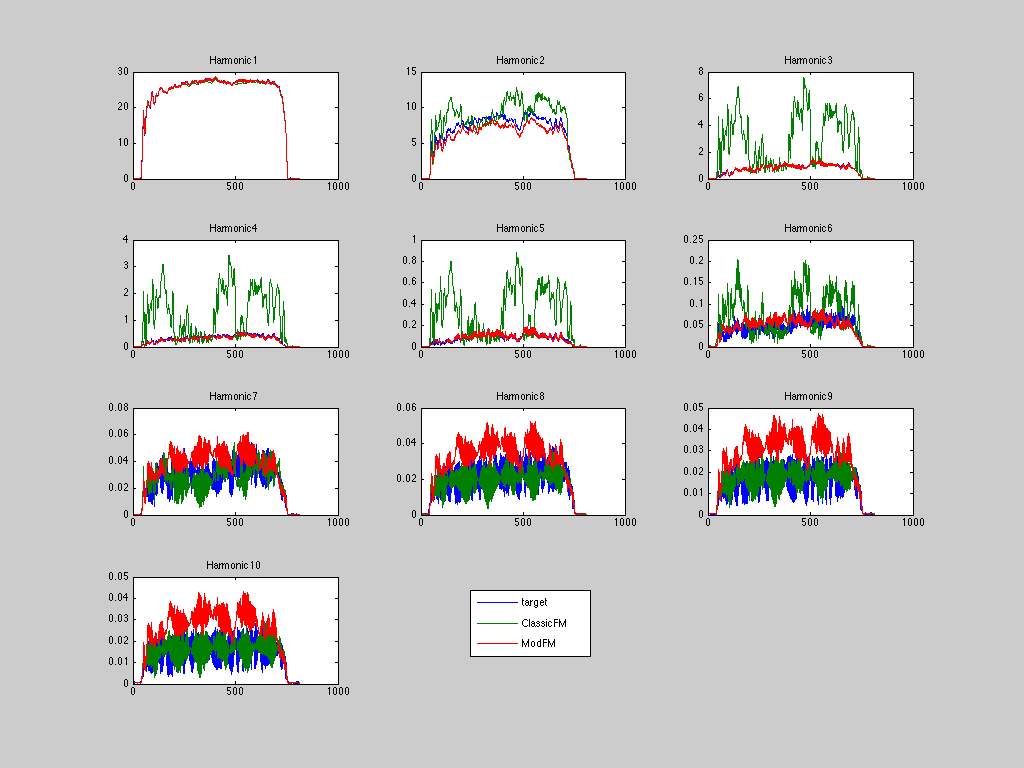 Harmonic1 Harmonic2 Harmonic3
30 15 8
6
20 10
4
10 5
2
0 0 0
0 500 1000 0 500 1000 0 500 1000
Harmonic4 Harmonic5 Harmonic6
4 1 0.25
0.8 0.2
3
0.6 0.15
2
0.4 0.1
1
0.2 0.05
0 0 0
0 500 1000 0 500 1000 0 500 1000
Harmonic7 Harmonic8 Harmonic9
0.08 0.06 0.05
0.04
0.06
0.04
0.03
0.04
0.02
0.02
0.02
0.01
0 0 0
0 500 1000 0 500 1000 0 500 1000
Harmonic10
0.05
0.04
target
0.03
ClassicFM
0.02
ModFM
0.01
0
0 500 1000